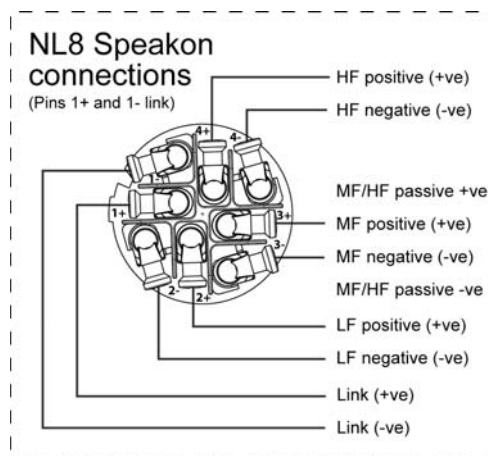 NL8 Speakon
connections
(Pins 1+ and 1- link)
HF positive (+ve)
HF negative (-ve)
MF/HF passive +ve
MF positive (+ve)
MF negative (-ve)
MF/HF passive -ve
LF positive (+ve)
LF negative (-ve)
Link (+ve)
Link (-ve)
4+
4-
1+
3+
3-
2-
2+